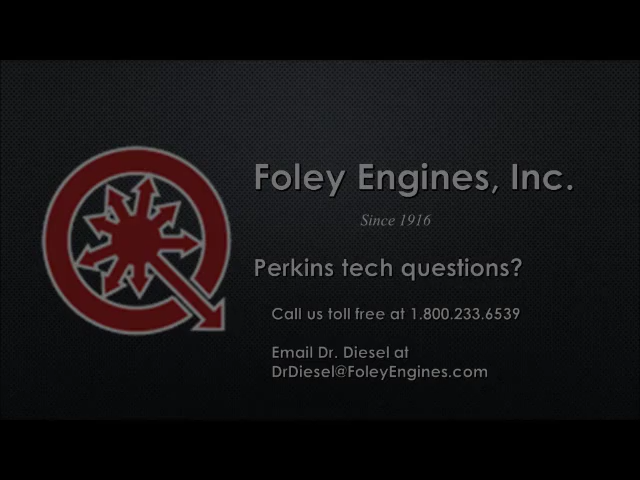 Foley Engines, Inc.
Since 1916
Perkins tech questions?
Call us toll free at 1.800.233.6539
Email Dr. Diesel at
DrDiesel@FoleyEngines.com